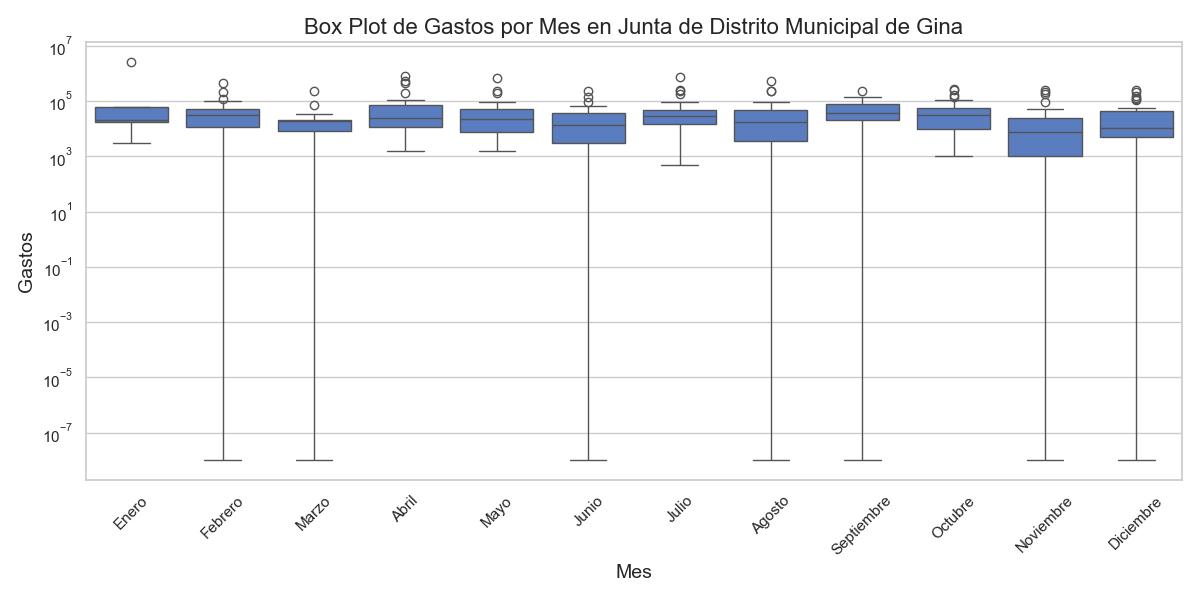 Box Plot de Gastos por Mes en Junta de Distrito Municipal de Gina
10^7
10^5
10^3
10^1
10^−1
10^−3
10^−5
10^−7
Gastos
Enero
Febrero
Marzo
Abril
Mayo
Junio
Julio
Agosto
Septiembre
Octubre
Noviembre
Diciembre
Mes